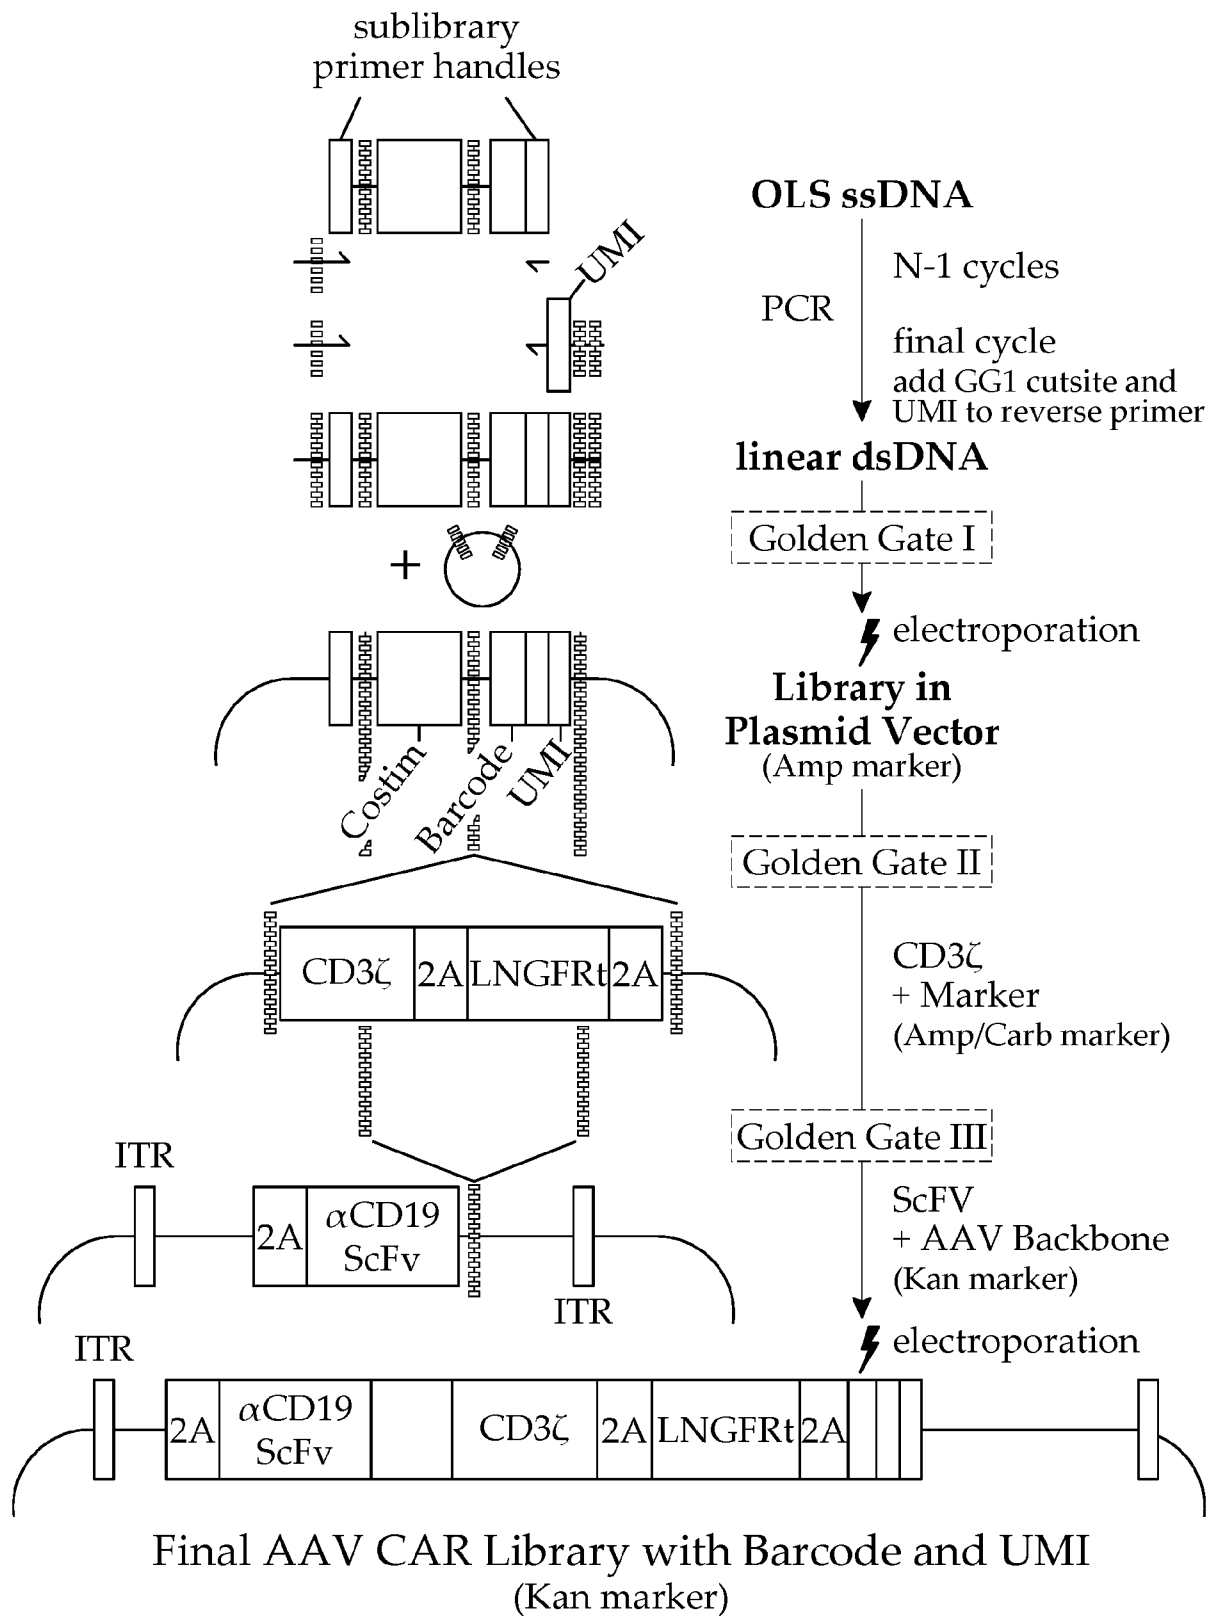 sublibrary
primer handles
OLS ssDNA
UMI
N-1 cycles
PCR
final cycle
add GG1 cutsite and
UMI to reverse primer
linear dsDNA
Golden Gate I
+
electroporation
Library in
Plasmid Vector
(Amp marker)
Costim
Barcode
UMI
Golden Gate II
CD3ζ
2A
LNGFRt
2A
CD3ζ
+ Marker
(Amp/Carb marker)
Golden Gate III
ITR
2A
αCD19
ScFv
ITR
ScFV
+ AAV Backbone
(Kan marker)
electroporation
ITR
2A
αCD19
ScFv
CD3ζ
2A
LNGFRt
2A
Final AAV CAR Library with Barcode and UMI
(Kan marker)